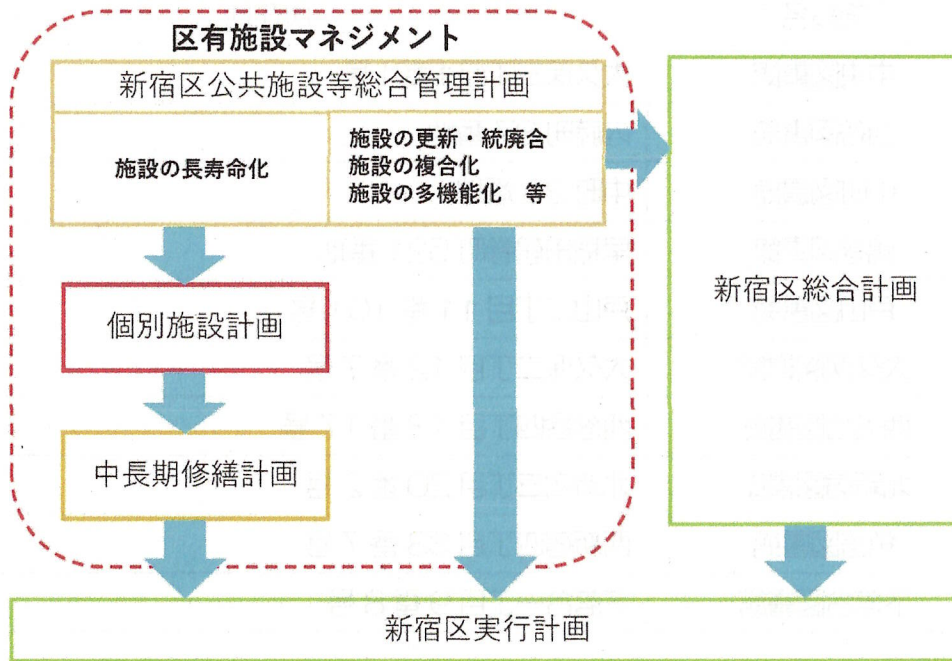 区有施設マネジメント
新宿区公共施設等総合管理計画
施設の長寿命化
施設の更新・統廃合
施設の複合化
施設の多機能化　等
個別施設計画
中長期修繕計画
新宿区総合計画
新宿区実行計画